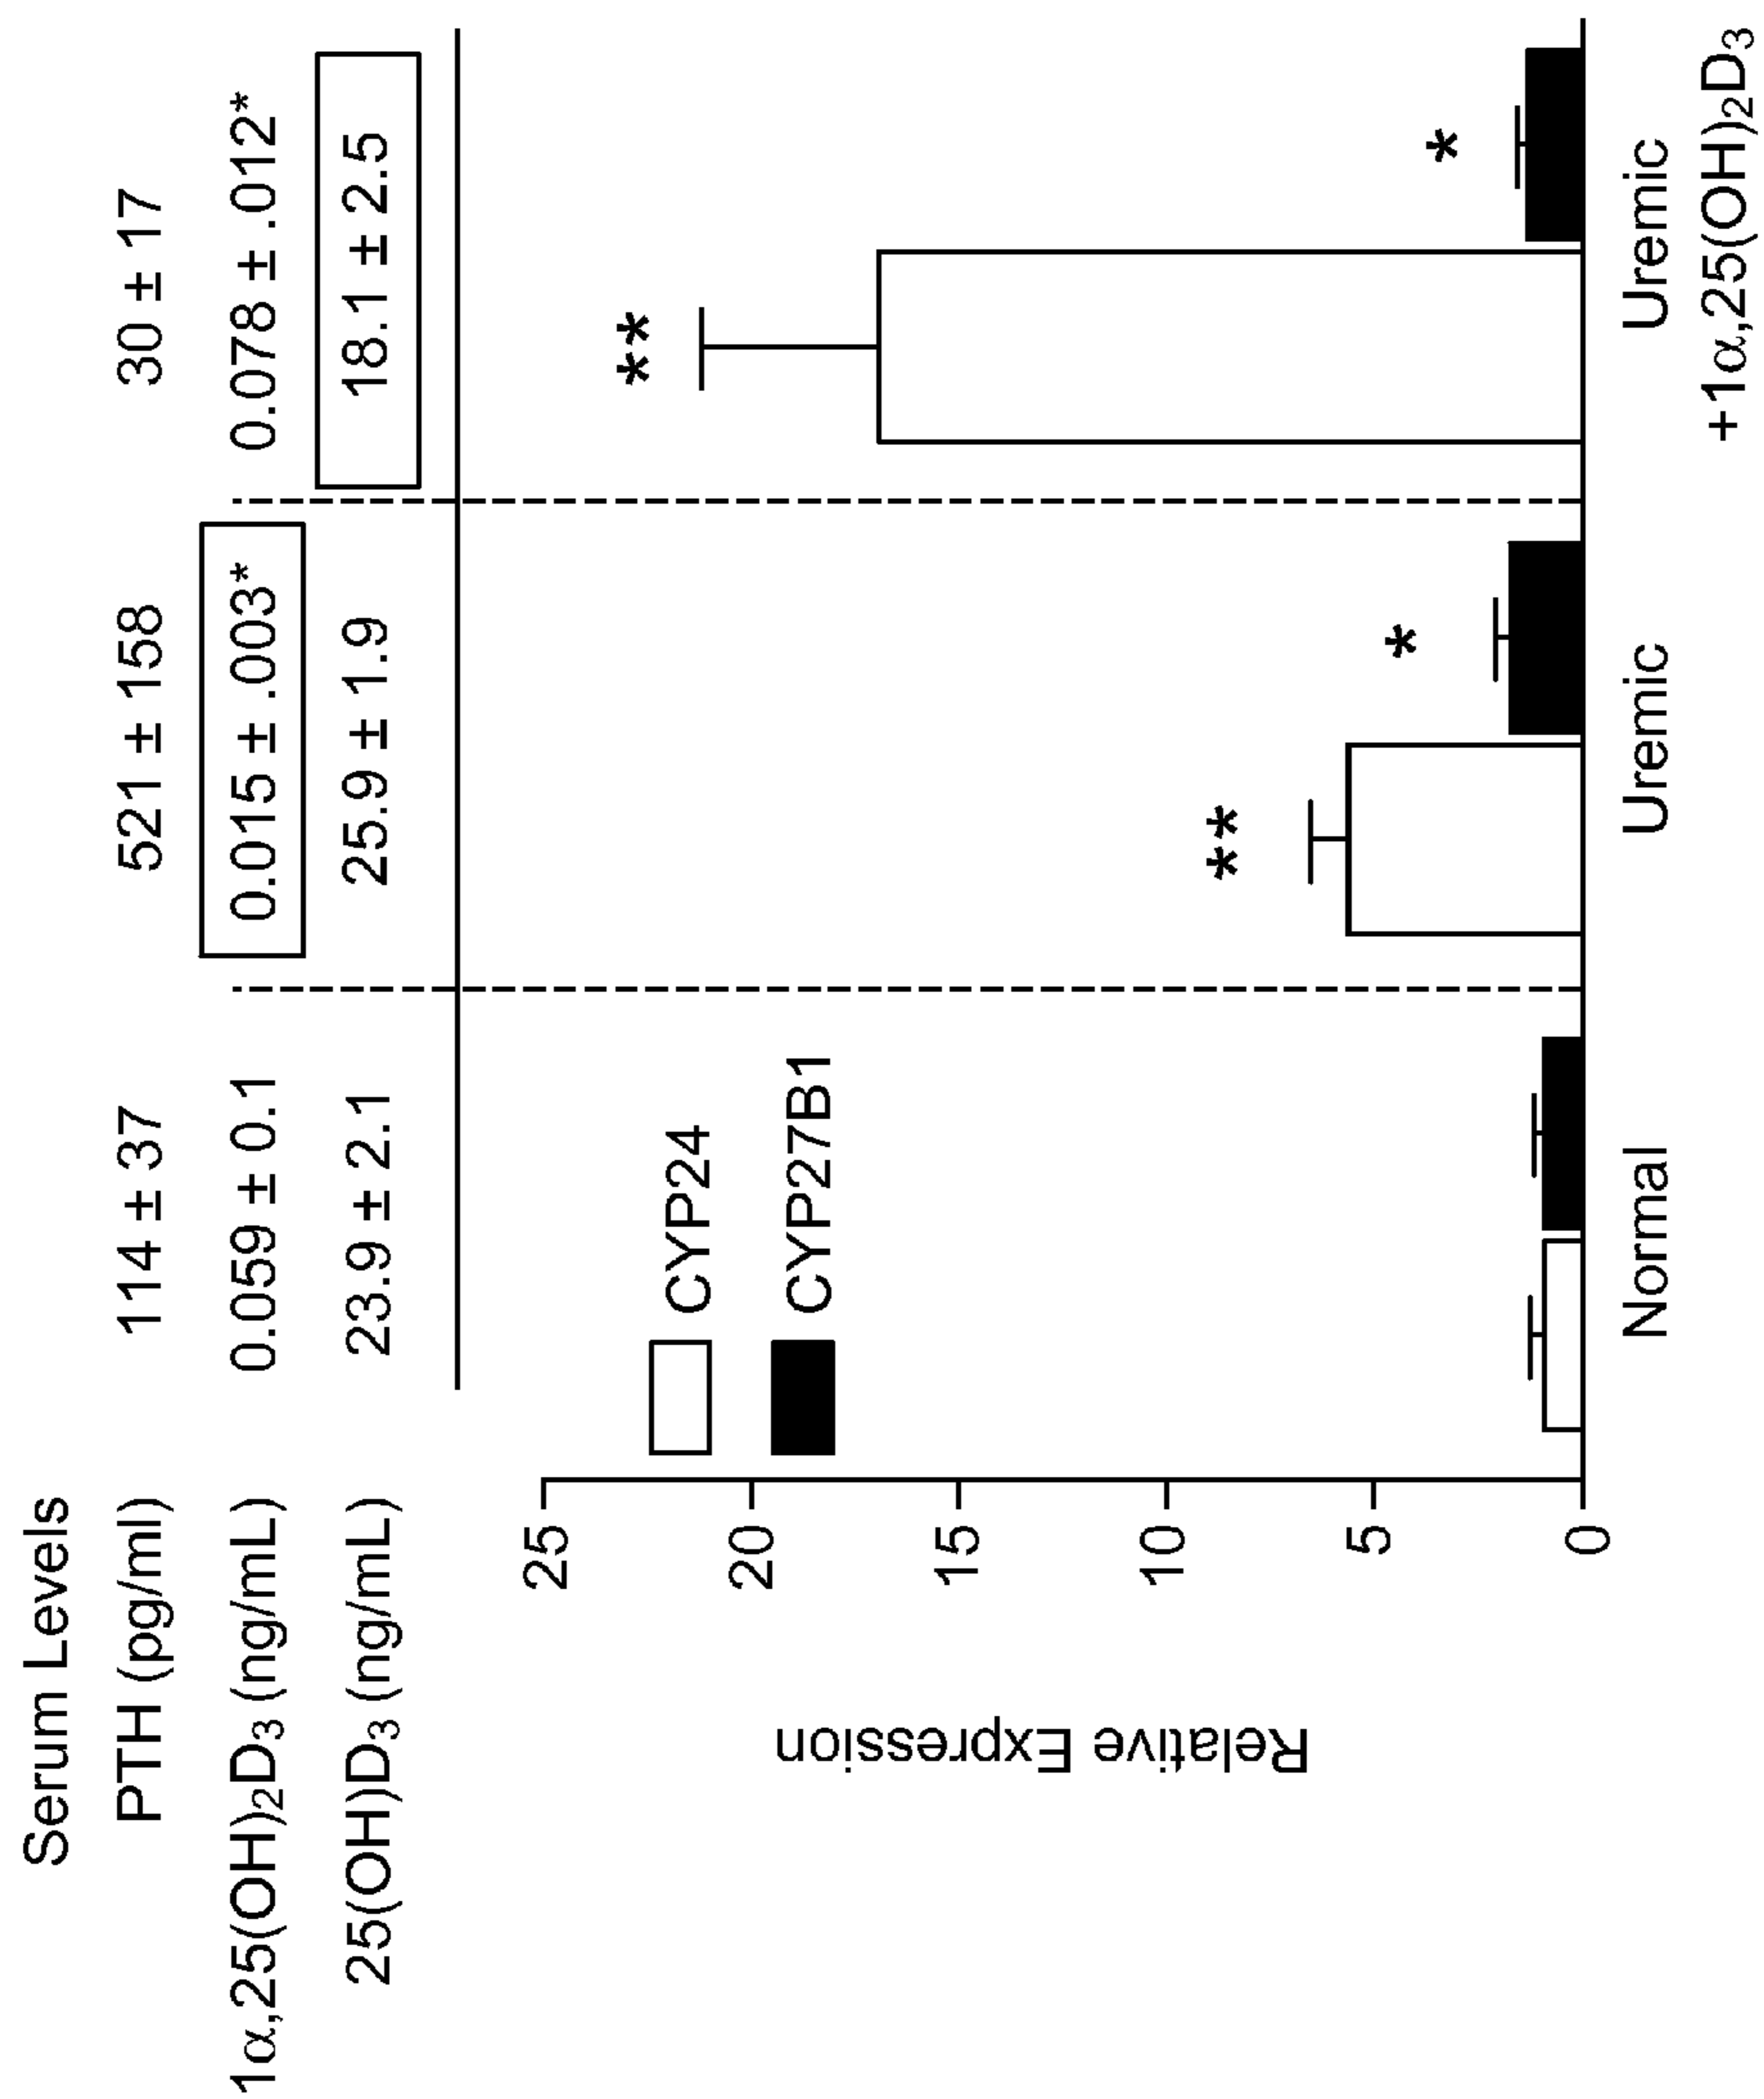 Serum Levels
PTH (pg/ml) 114 ± 37 521 ± 158 30 ± 17
1α,25(OH)₂D₃ (ng/mL) 0.059 ± 0.1 0.015 ± .003* 0.078 ± .012*
25(OH)D₃ (ng/mL) 23.9 ± 2.1 25.9 ± 1.9 18.1 ± 2.5
Relative Expression
25
20
15
10
5
0
CYP24
CYP27B1
** * ** *
Normal Uremic Uremic
+1α,25(OH)₂D₃